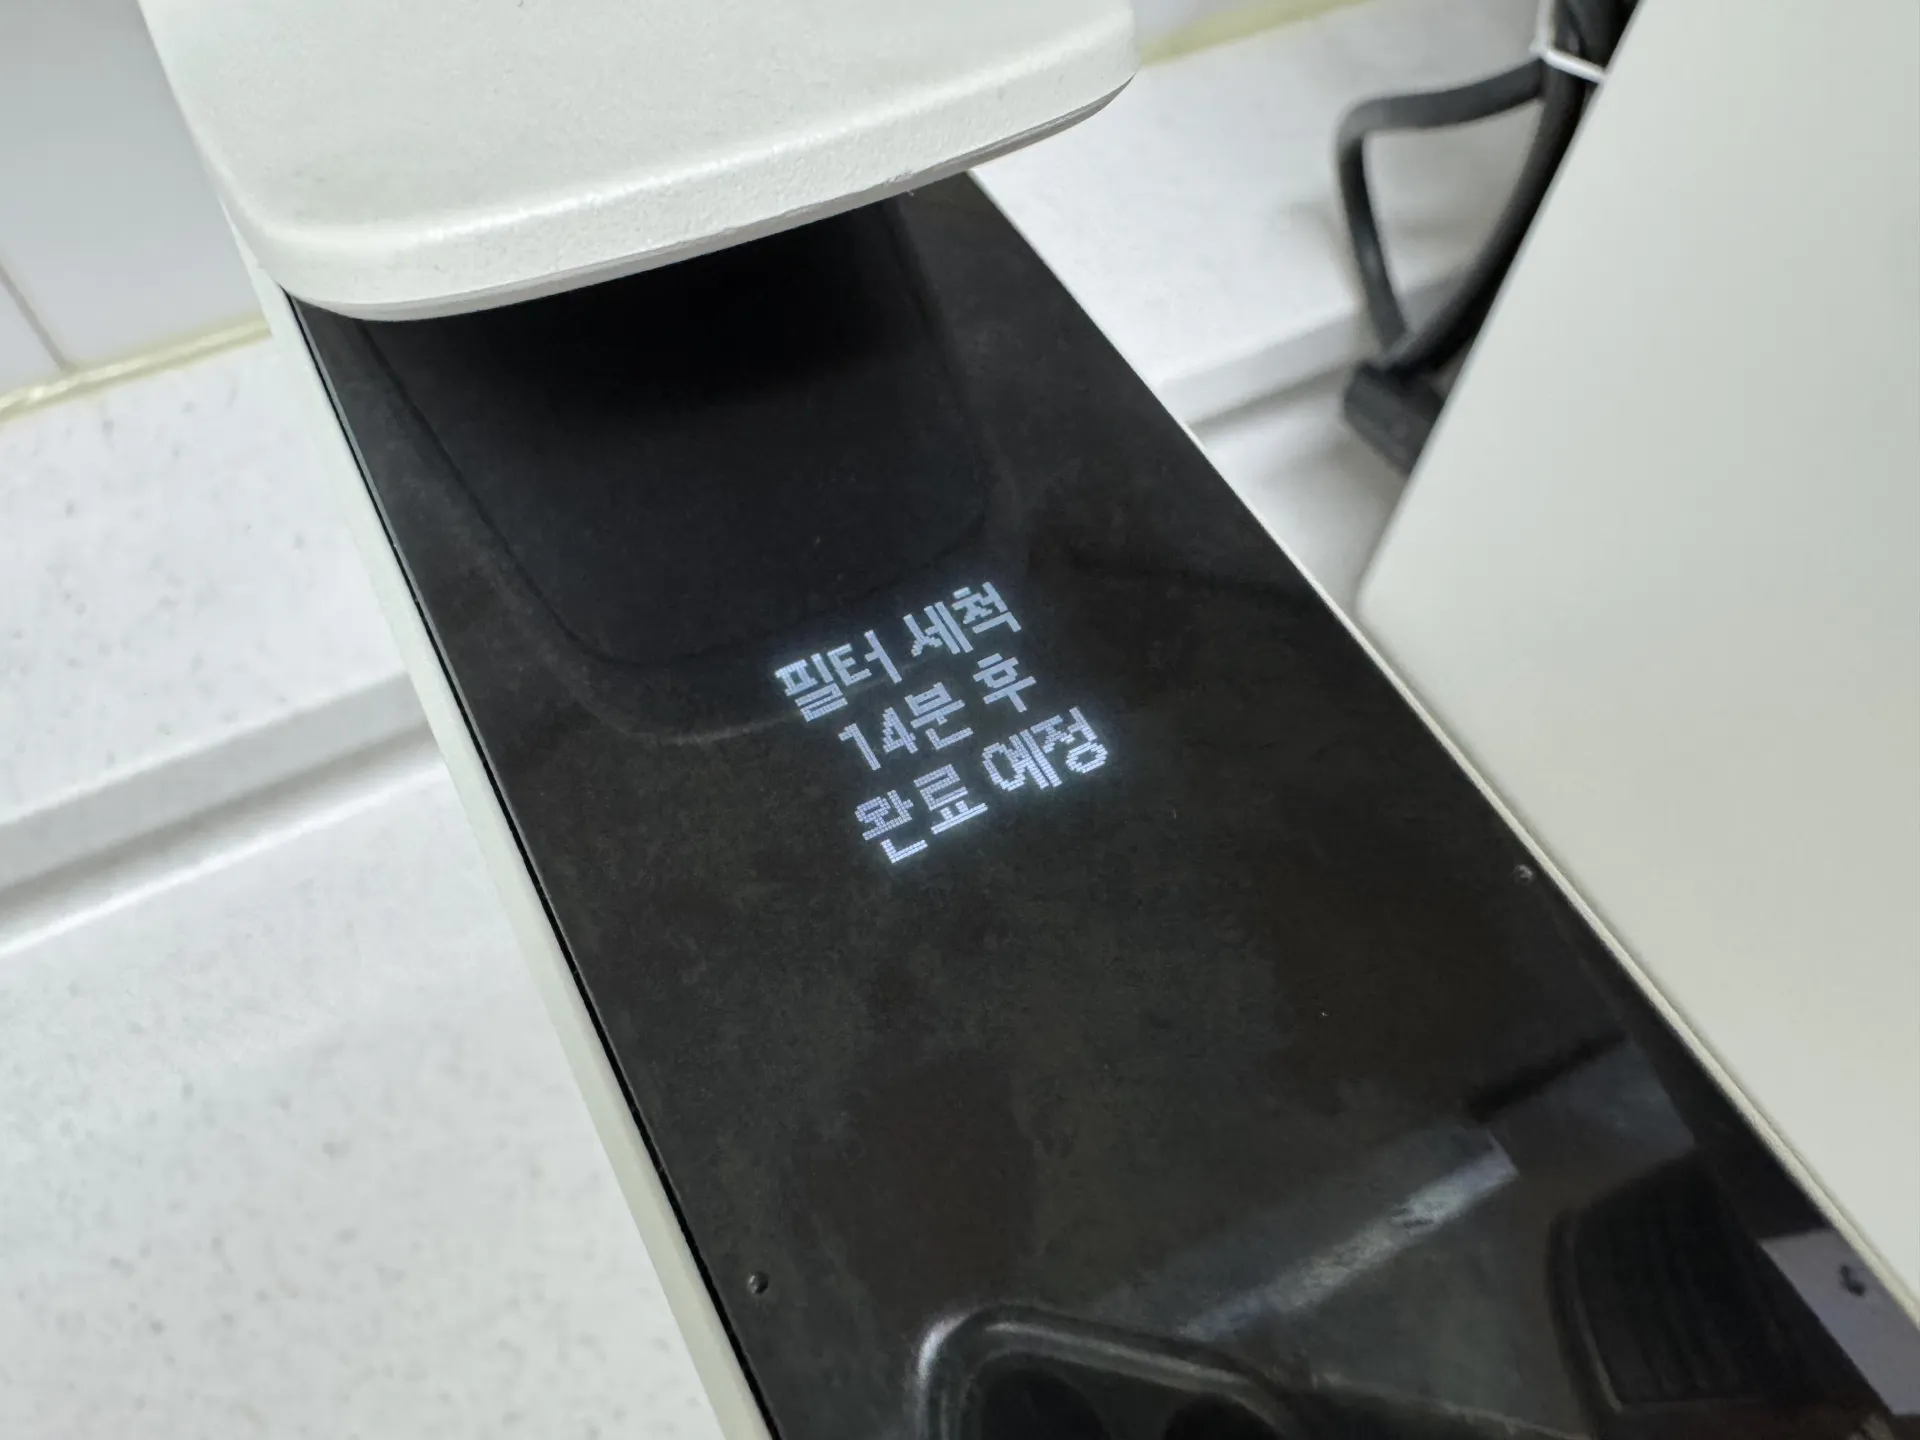 필터 세척
14분 후
완료 예정